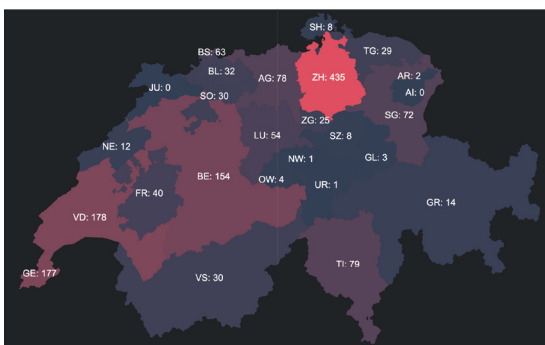 SH: 8
BS: 63
TG: 29
BL: 32
AG: 78
ZH: 435
AR: 2
JU: 0
AI: 0
SO: 30
ZG: 25
SG: 72
NE: 12
LU: 54
SZ: 8
NW: 1
GL: 3
BE: 154
OW: 4
UR: 1
FR: 40
GR: 14
VD: 178
TI: 79
GE: 177
VS: 30